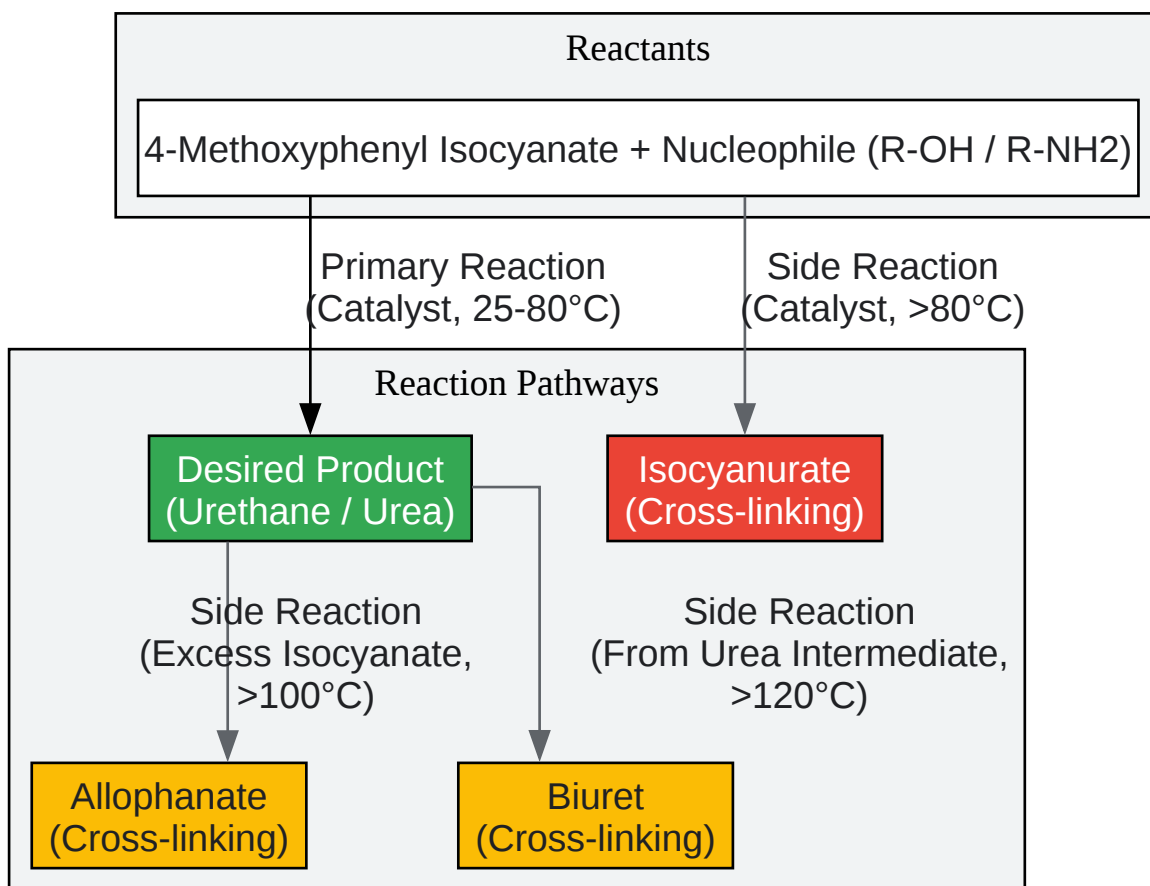 Reactants
4-Methoxyphenyl Isocyanate + Nucleophile (R-OH / R-NH2)
Primary Reaction
(Catalyst, 25-80°C)
Side Reaction
(Catalyst, >80°C)
Reaction Pathways
Desired Product
(Urethane / Urea)
Isocyanurate
(Cross-linking)
Side Reaction
(Excess Isocyanate,
>100°C)
Side Reaction
(From Urea Intermediate,
>120°C)
Allophanate
(Cross-linking)
Biuret
(Cross-linking)